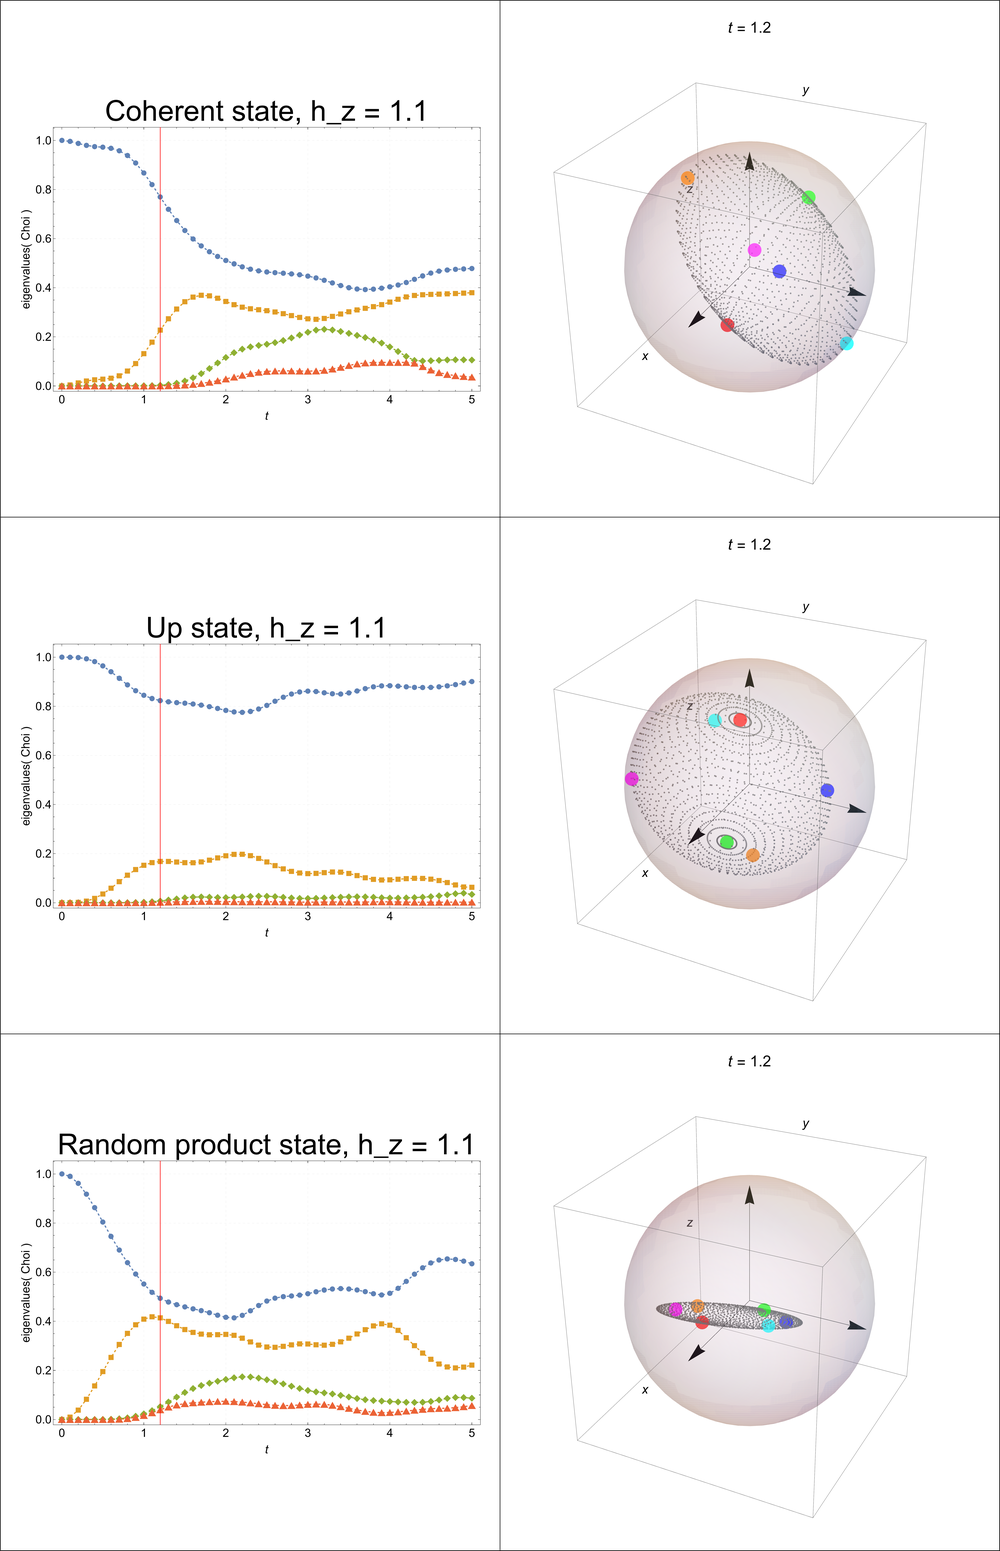 Coherent state, h_z = 1.1
eigenvalues( Choi )
1.0
0.8
0.6
0.4
0.2
0.0
0 1 2 3 4 5
t
t = 1.2
y
z
x
Up state, h_z = 1.1
eigenvalues( Choi )
1.0
0.8
0.6
0.4
0.2
0.0
0 1 2 3 4 5
t
t = 1.2
y
z
x
Random product state, h_z = 1.1
eigenvalues( Choi )
1.0
0.8
0.6
0.4
0.2
0.0
0 1 2 3 4 5
t
t = 1.2
y
z
x